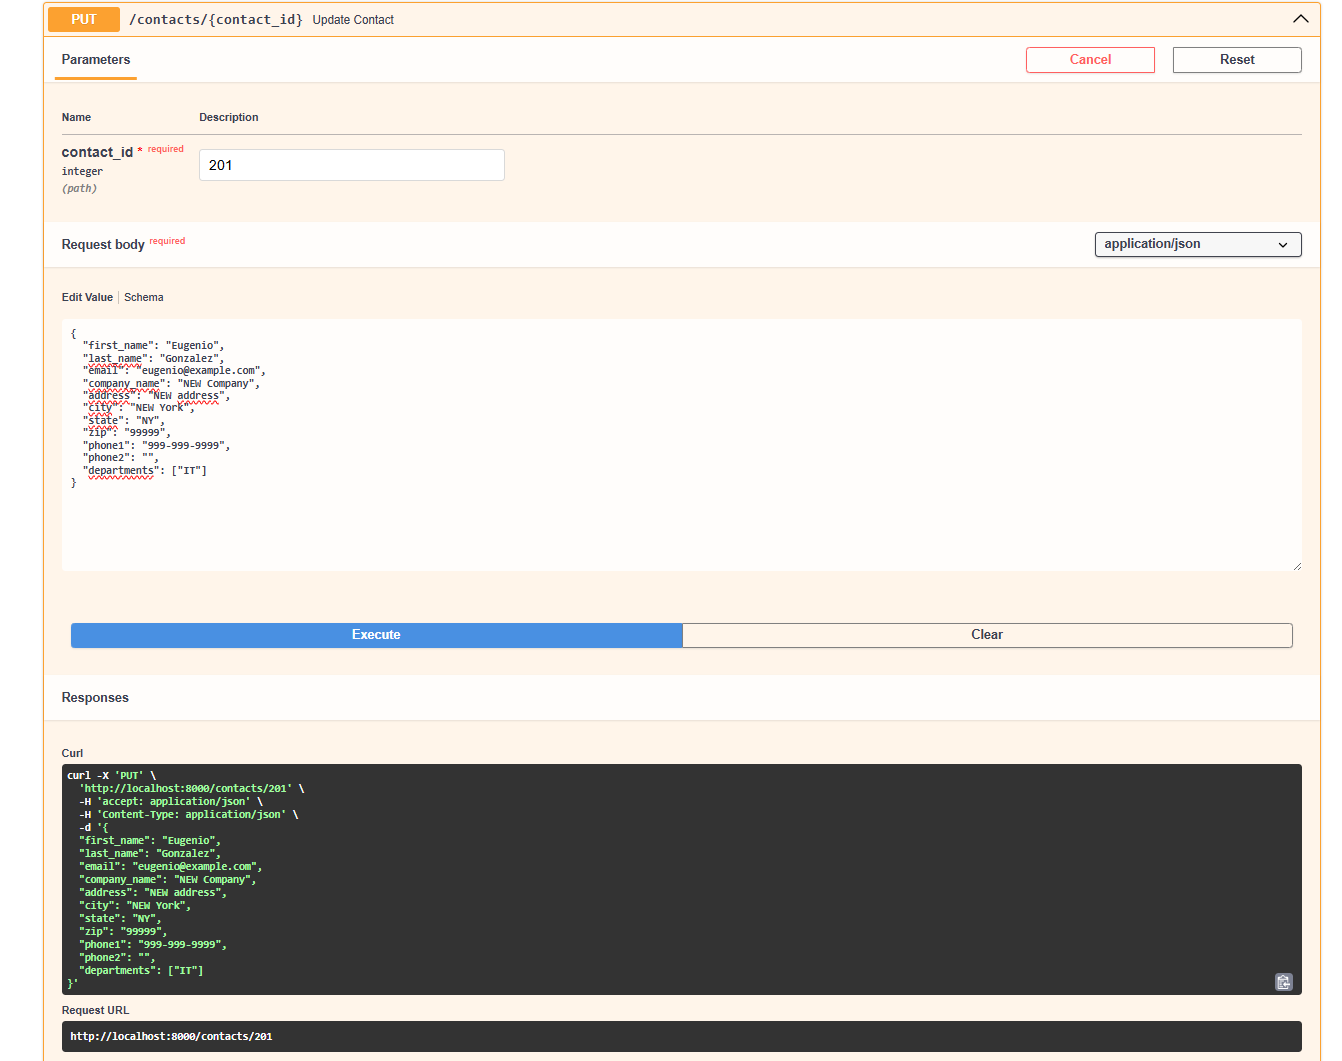 PUT /contacts/{contact_id} Update Contact
Parameters
Cancel
Reset
Name Description
contact_id * required
integer
(path)
201
Request body required
application/json
Edit Value Schema
{
"first_name": "Eugenio",
"last_name": "Gonzalez",
"email": "eugenio@example.com",
"company_name": "NEW Company",
"address": "NEW address",
"city": "NEW York",
"state": "NY",
"zip": "99999",
"phone1": "999-999-9999",
"phone2": "",
"departments": ["IT"]
}
Execute
Clear
Responses
Curl
curl -X 'PUT' \
'http://localhost:8000/contacts/201' \
-H 'accept: application/json' \
-H 'Content-Type: application/json' \
-d '{
"first_name": "Eugenio",
"last_name": "Gonzalez",
"email": "eugenio@example.com",
"company_name": "NEW Company",
"address": "NEW address",
"city": "NEW York",
"state": "NY",
"zip": "99999",
"phone1": "999-999-9999",
"phone2": "",
"departments": ["IT"]
}'
Request URL
http://localhost:8000/contacts/201